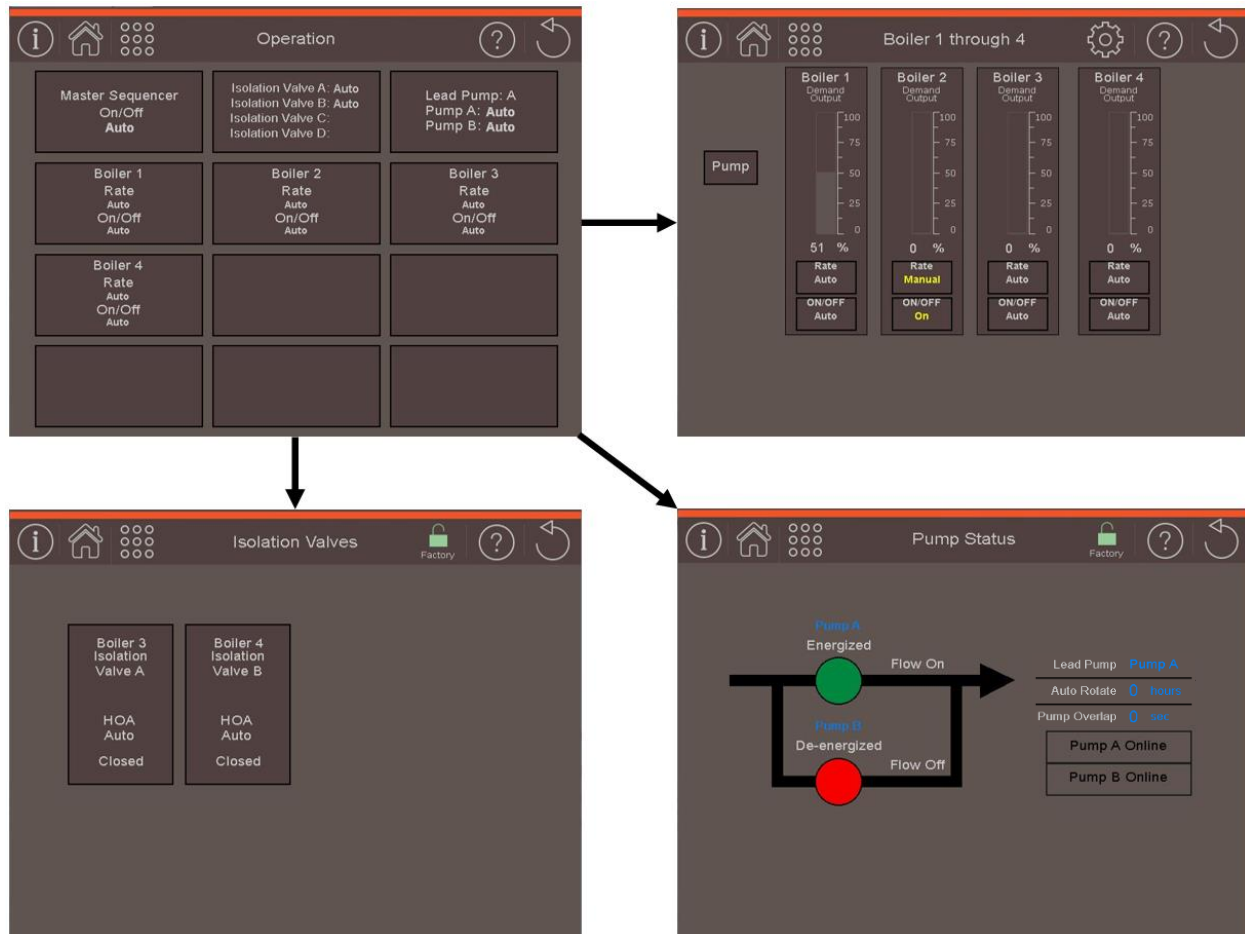 i
Operation
?
Master Sequencer
On/Off
Auto
Isolation Valve A: Auto
Isolation Valve B: Auto
Isolation Valve C:
Isolation Valve D:
Lead Pump: A
Pump A: Auto
Pump B: Auto
Boiler 1
Rate
Auto
On/Off
Auto
Boiler 2
Rate
Auto
On/Off
Auto
Boiler 3
Rate
Auto
On/Off
Auto
Boiler 4
Rate
Auto
On/Off
Auto
i
Boiler 1 through 4
?
Pump
Boiler 1
Demand
Output
100
75
50
25
0
51 %
Rate
Auto
ON/OFF
Auto
Boiler 2
Demand
Output
100
75
50
25
0
0 %
Rate
Manual
ON/OFF
On
Boiler 3
Demand
Output
100
75
50
25
0
0 %
Rate
Auto
ON/OFF
Auto
Boiler 4
Demand
Output
100
75
50
25
0
0 %
Rate
Auto
ON/OFF
Auto
i
Isolation Valves
Factory
?
Boiler 3
Isolation
Valve A
HOA
Auto
Closed
Boiler 4
Isolation
Valve B
HOA
Auto
Closed
i
Pump Status
Factory
?
Pump A
Energized
Flow On
Pump B
De-energized
Flow Off
Lead Pump Pump A
Auto Rotate 0 hours
Pump Overlap 0 sec
Pump A Online
Pump B Online